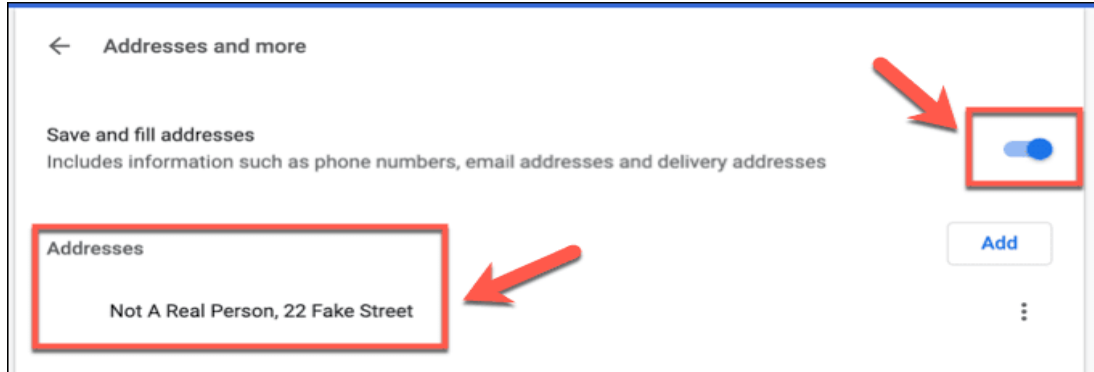 Addresses and more
Save and fill addresses
Includes information such as phone numbers, email addresses and delivery addresses
Addresses
Add
Not A Real Person, 22 Fake Street